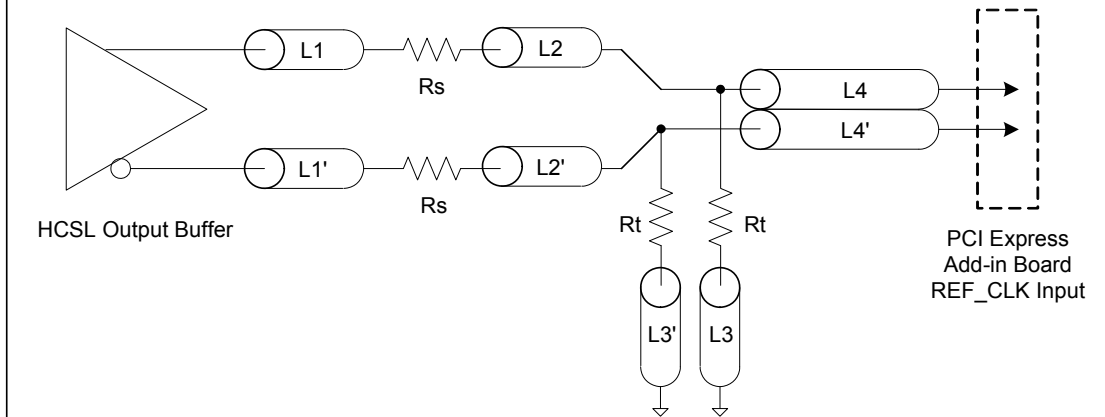 L1
Rs
L2
L4
L4'
L1'
Rs
L2'
HCSL Output Buffer
Rt
Rt
L3'
L3
PCI Express
Add-in Board
REF_CLK Input